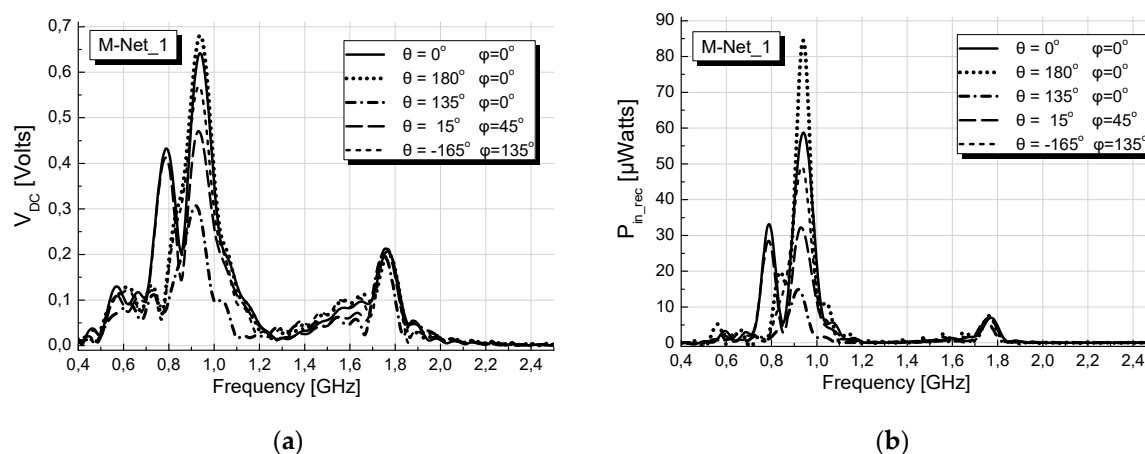 M-Net_1
θ = 0° φ=0°
θ = 180° φ=0°
θ = 135° φ=0°
θ = 15° φ=45°
θ = -165° φ=135°
V_DC [Volts]
0,7
0,6
0,5
0,4
0,3
0,2
0,1
0,0
0,4 0,6 0,8 1,0 1,2 1,4 1,6 1,8 2,0 2,2 2,4
Frequency [GHz]
(a)
M-Net_1
θ = 0° φ=0°
θ = 180° φ=0°
θ = 135° φ=0°
θ = 15° φ=45°
θ = -165° φ=135°
P_in_rec [µWatts]
90
80
70
60
50
40
30
20
10
0
0,4 0,6 0,8 1,0 1,2 1,4 1,6 1,8 2,0 2,2 2,4
Frequency [GHz]
(b)